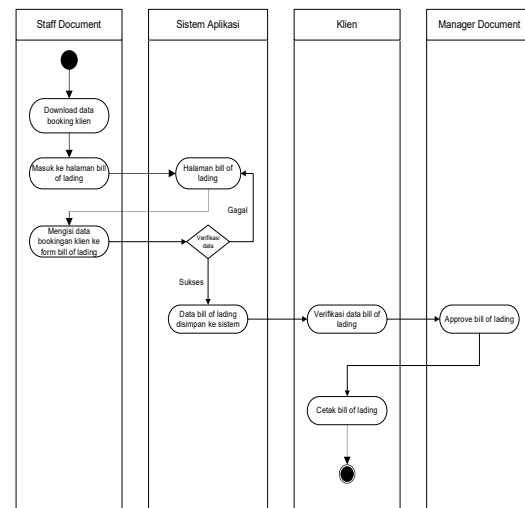 Staff Document
Sistem Aplikasi
Klien
Manager Document
Download data
booking klien
Masuk ke halaman bill
of lading
Halaman bill of
lading
Gagal
Mengisi data
bookingan klien ke
form bill of lading
Verifikasi
data
Sukses
Data bill of lading
disimpan ke sistem
Verifikasi data bill of
lading
Approve bill of lading
Cetak bill of lading